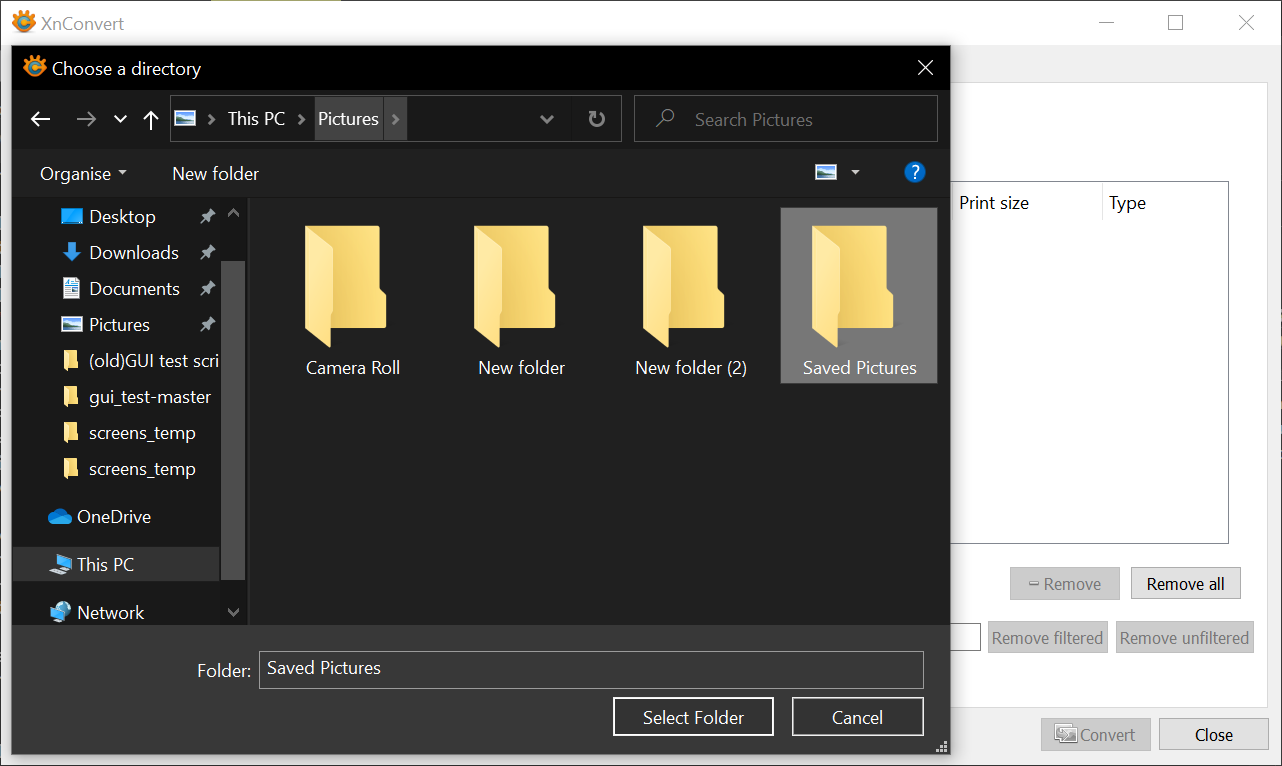 XnConvert
Choose a directory
This PC
Pictures
Search Pictures
Organise
New folder
?
Desktop
Downloads
Documents
Pictures
(old)GUI test scri
gui_test-master
screens_temp
screens_temp
OneDrive
This PC
Network
Camera Roll
New folder
New folder (2)
Saved Pictures
Print size
Type
Remove
Remove all
Remove filtered
Remove unfiltered
Folder:
Saved Pictures
Select Folder
Cancel
Convert
Close